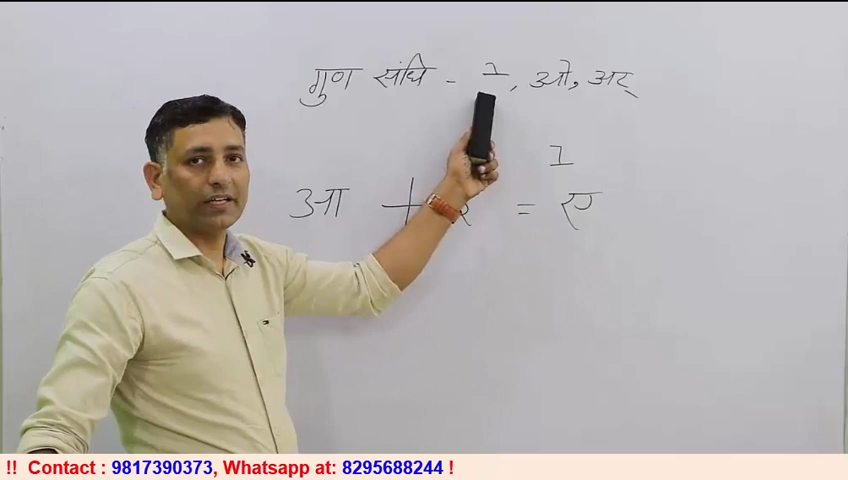 गुण संधि - , ओ, अर्
आ + = ए
!! Contact : 9817390373, Whatsapp at: 8295688244 !